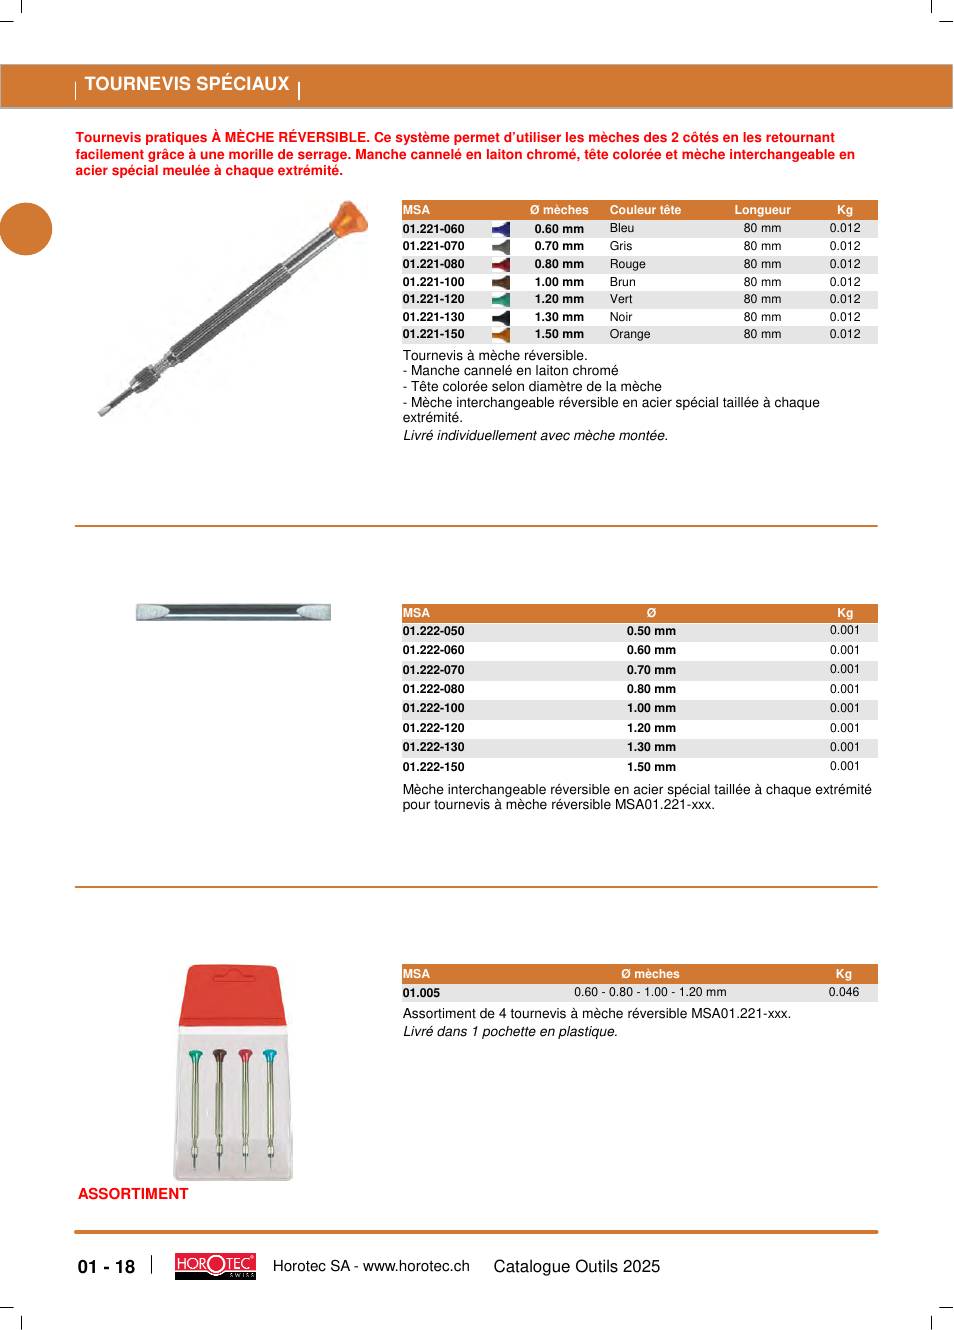 TOURNEVIS SPÉCIAUX
Tournevis pratiques À MÈCHE RÉVERSIBLE. Ce système permet d'utiliser les mèches des 2 côtés en les retournant
facilement grâce à une morille de serrage. Manche cannelé en laiton chromé, tête colorée et mèche interchangeable en
acier spécial meulée à chaque extrémité.
MSA Ø mèches Couleur tête Longueur Kg
01.221-060 0.60 mm Bleu 80 mm 0.012
01.221-070 0.70 mm Gris 80 mm 0.012
01.221-080 0.80 mm Rouge 80 mm 0.012
01.221-100 1.00 mm Brun 80 mm 0.012
01.221-120 1.20 mm Vert 80 mm 0.012
01.221-130 1.30 mm Noir 80 mm 0.012
01.221-150 1.50 mm Orange 80 mm 0.012
Tournevis à mèche réversible.
- Manche cannelé en laiton chromé
- Tête colorée selon diamètre de la mèche
- Mèche interchangeable réversible en acier spécial taillée à chaque
extrémité.
Livré individuellement avec mèche montée.
MSA Ø Kg
01.222-050 0.50 mm 0.001
01.222-060 0.60 mm 0.001
01.222-070 0.70 mm 0.001
01.222-080 0.80 mm 0.001
01.222-100 1.00 mm 0.001
01.222-120 1.20 mm 0.001
01.222-130 1.30 mm 0.001
01.222-150 1.50 mm 0.001
Mèche interchangeable réversible en acier spécial taillée à chaque extrémité
pour tournevis à mèche réversible MSA01.221-xxx.
MSA Ø mèches Kg
01.005 0.60 - 0.80 - 1.00 - 1.20 mm 0.046
Assortiment de 4 tournevis à mèche réversible MSA01.221-xxx.
Livré dans 1 pochette en plastique.
ASSORTIMENT
01 - 18 HOROTEC® SWISS Horotec SA - www.horotec.ch Catalogue Outils 2025